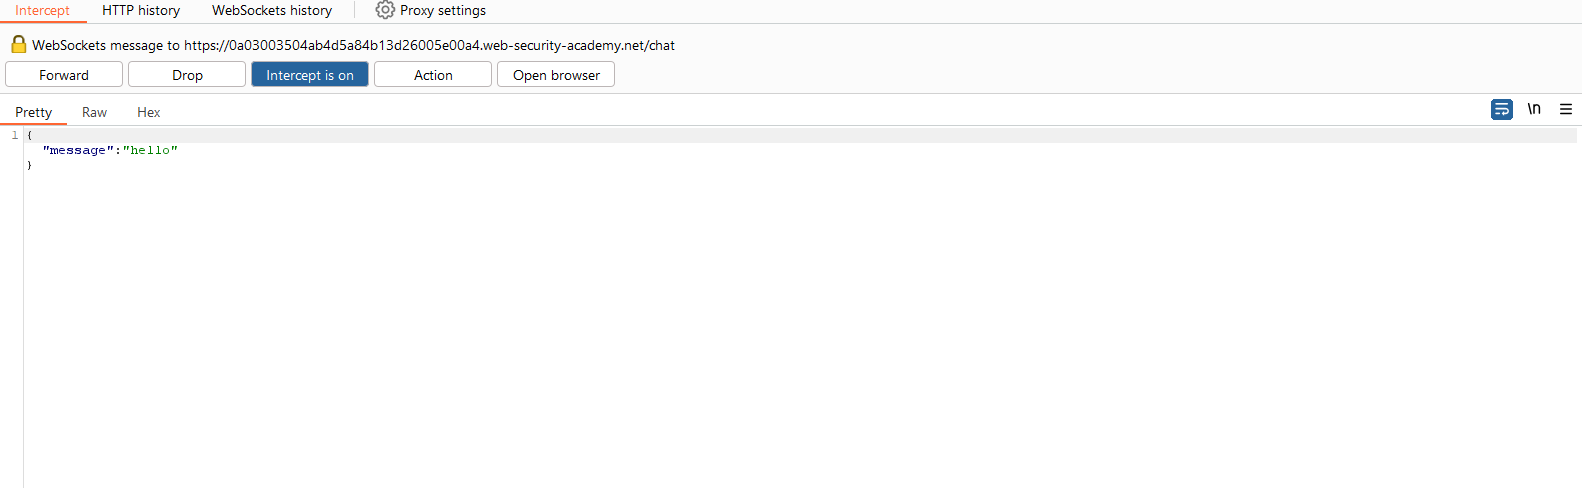 Intercept HTTP history WebSockets history Proxy settings
WebSockets message to https://0a03003504ab4d5a84b13d26005e00a4.web-security-academy.net/chat
Forward Drop Intercept is on Action Open browser
Pretty Raw Hex \n
1 {
"message":"hello"
}